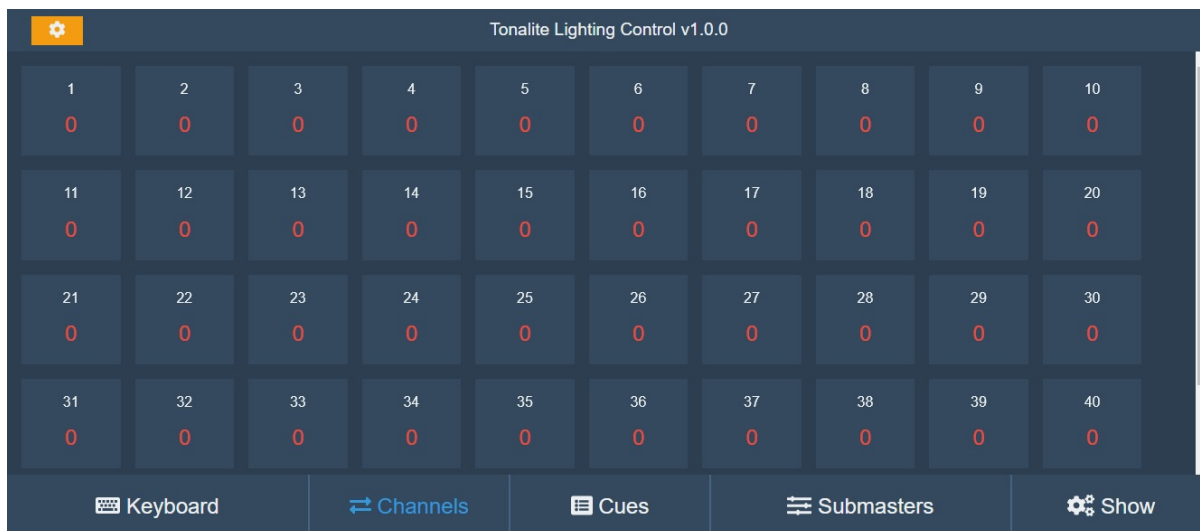 Tonalite Lighting Control v1.0.0
1 2 3 4 5 6 7 8 9 10
0 0 0 0 0 0 0 0 0 0
11 12 13 14 15 16 17 18 19 20
0 0 0 0 0 0 0 0 0 0
21 22 23 24 25 26 27 28 29 30
0 0 0 0 0 0 0 0 0 0
31 32 33 34 35 36 37 38 39 40
0 0 0 0 0 0 0 0 0 0
Keyboard Channels Cues Submasters Show